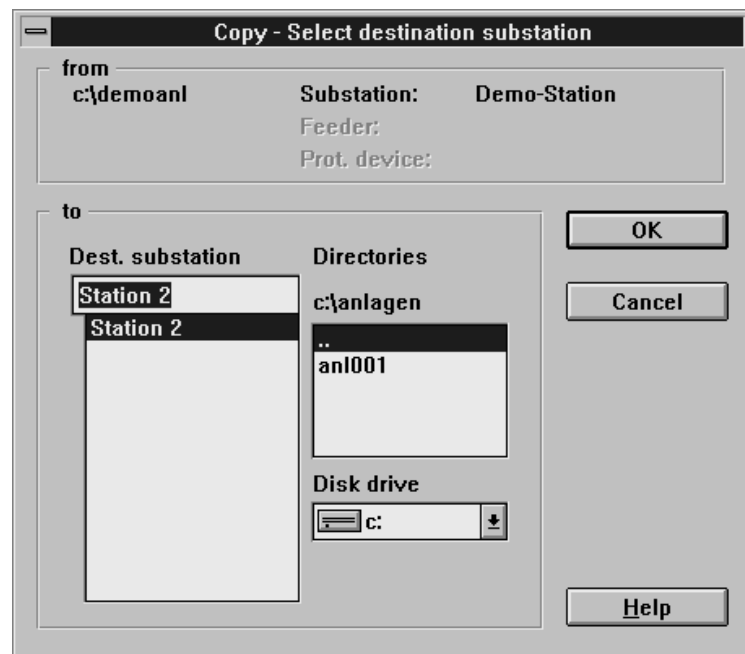 Copy - Select destination substation
from
c:\demoanl Substation: Demo-Station
Feeder:
Prot. device:
to
Dest. substation Directories
Station 2 c:\anlagen
Station 2
..
anl001
Disk drive
c:
OK
Cancel
Help